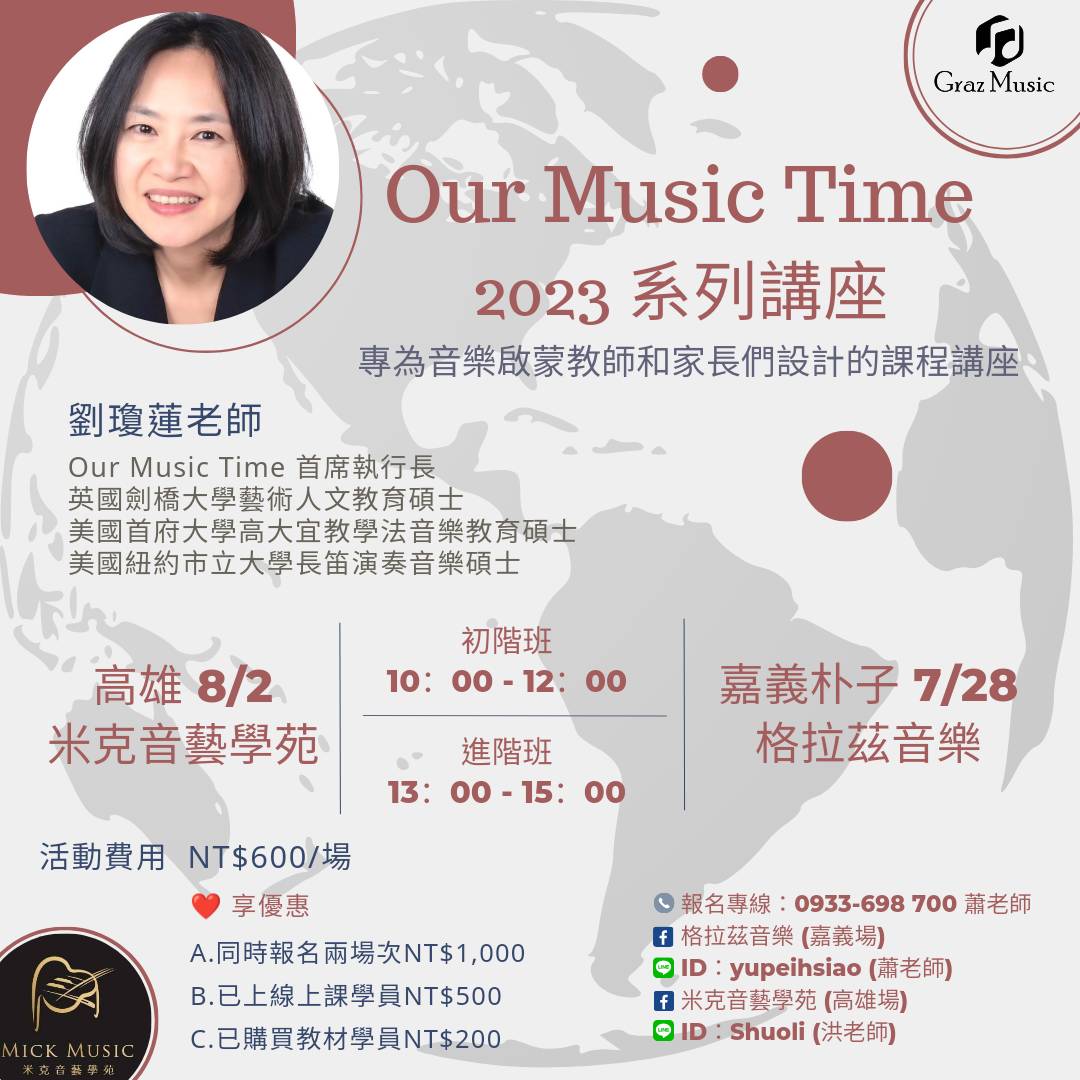 Graz Music
Our Music Time
2023 系列講座
專為音樂啟蒙教師和家長們設計的課程講座
劉瓊蓮老師
Our Music Time 首席執行長
英國劍橋大學藝術人文教育碩士
美國首府大學高大宜教學法音樂教育碩士
美國紐約市立大學長笛演奏音樂碩士
高雄 8/2
米克音藝學苑
初階班
10：00 - 12：00
進階班
13：00 - 15：00
嘉義朴子 7/28
格拉茲音樂
活動費用 NT$600/場
享優惠
A.同時報名兩場次NT$1,000
B.已上線上課學員NT$500
C.已購買教材學員NT$200
報名專線：0933-698 700 蕭老師
格拉茲音樂 (嘉義場)
LINE ID：yupeihsiao (蕭老師)
米克音藝學苑 (高雄場)
LINE ID：Shuoli (洪老師)
MICK MUSIC
米克音藝學苑